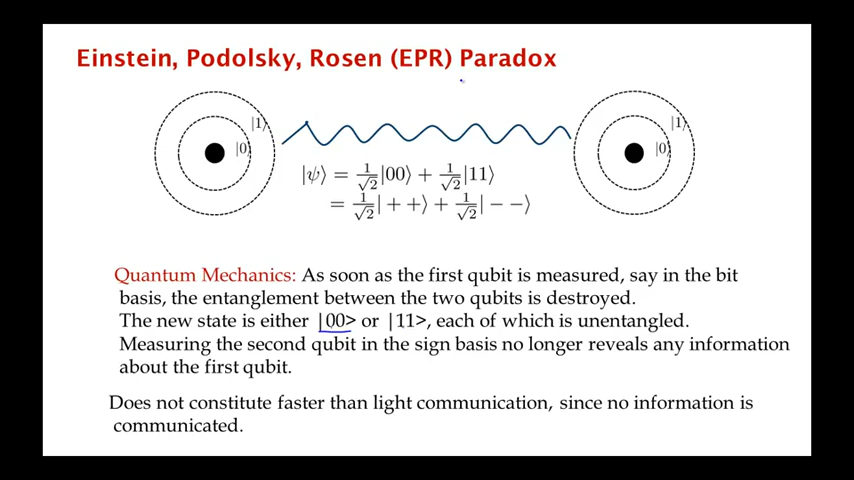 Einstein, Podolsky, Rosen (EPR) Paradox
|1⟩ |1⟩
|0⟩ |0⟩
|ψ⟩ = 1/√2|00⟩ + 1/√2|11⟩
= 1/√2|++⟩ + 1/√2|−−⟩
Quantum Mechanics: As soon as the first qubit is measured, say in the bit
basis, the entanglement between the two qubits is destroyed.
The new state is either |00> or |11>, each of which is unentangled.
Measuring the second qubit in the sign basis no longer reveals any information
about the first qubit.
Does not constitute faster than light communication, since no information is
communicated.